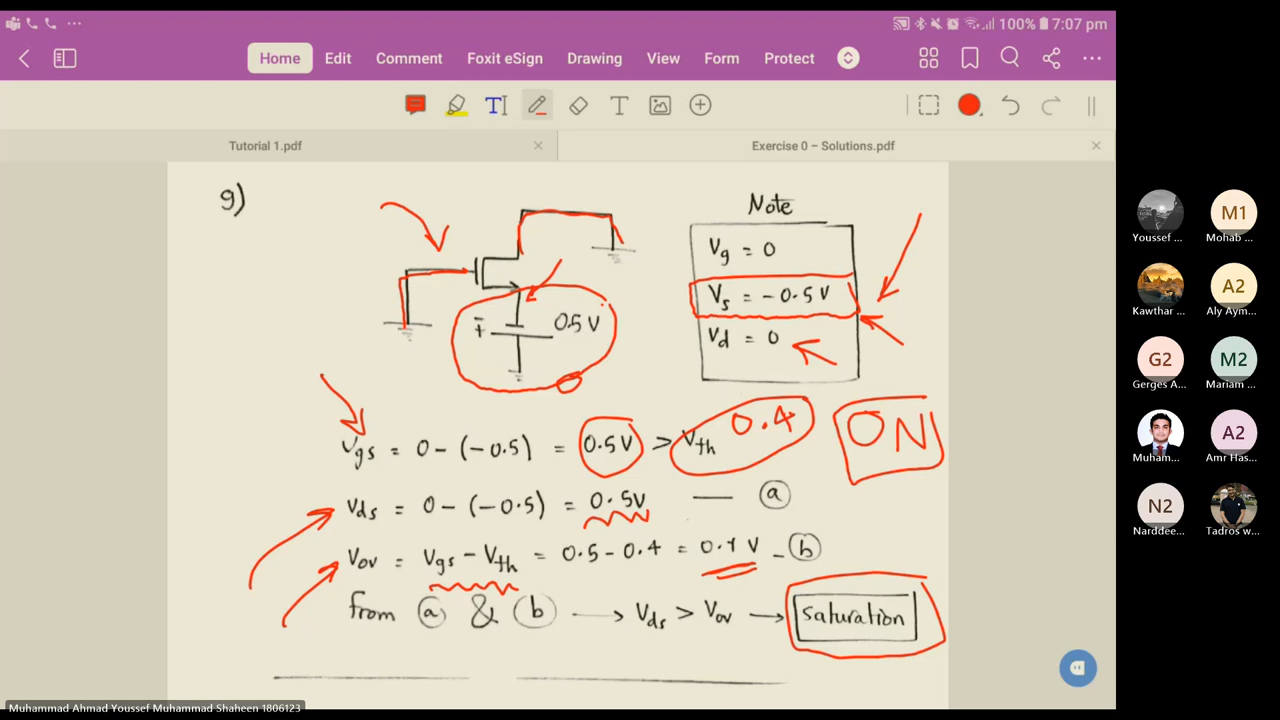 100% 7:07 pm
Home Edit Comment Foxit eSign Drawing View Form Protect
Tutorial 1.pdf
Exercise 0 – Solutions.pdf
g)
Note
Vg = 0
Vs = -0.5 V
Vd = 0
0.5 V
Vgs = 0 - (-0.5) = 0.5 V > Vth 0.4 ON
Vds = 0 - (-0.5) = 0.5V — (a)
Vov = Vgs - Vth = 0.5 - 0.4 = 0.1 V - (b)
from (a) & (b) → Vds > Vov → saturation
Youssef ...
M1
Mohab ...
Kawthar ...
A2
Aly Aym...
G2
Gerges A...
M2
Mariam ...
Muham...
A2
Amr Has...
N2
Narddee...
Tadros w...
Muhammad Ahmad Youssef Muhammad Shaheen 1806123